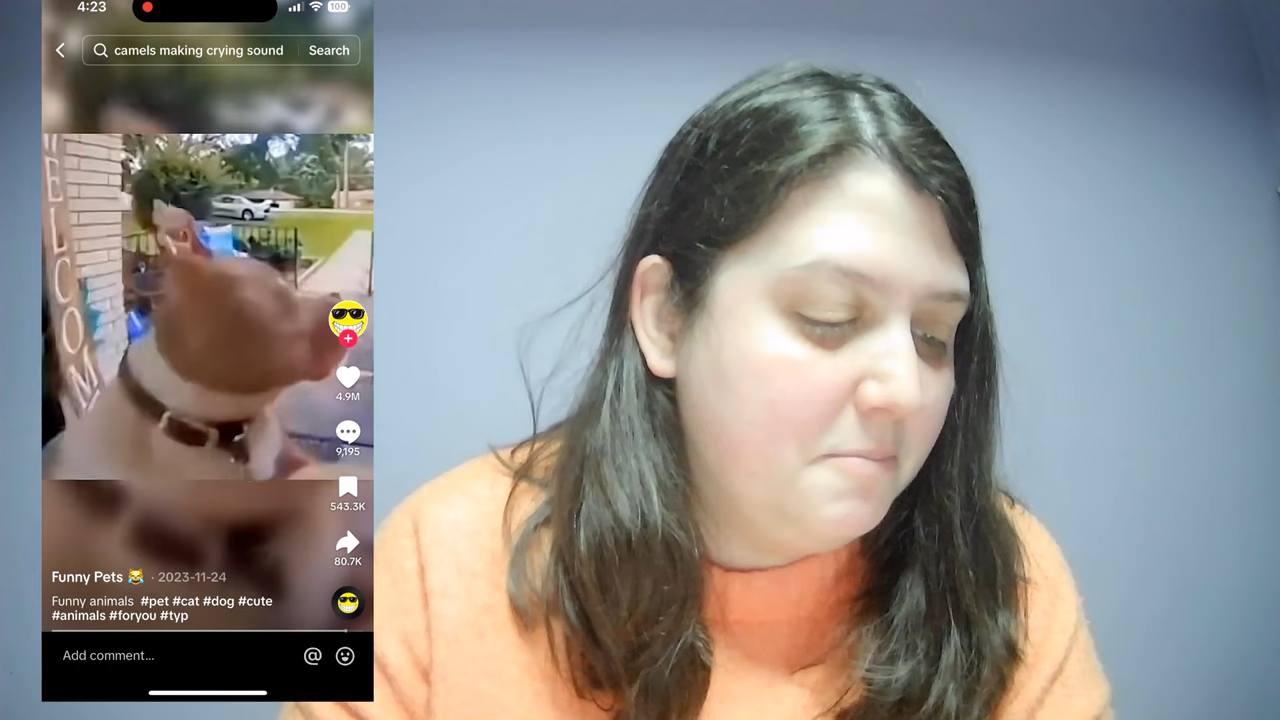 4:23
100
camels making crying sound
Search
WELCOM
4.9M
9,195
543.3K
80.7K
Funny Pets 😹 · 2023-11-24
Funny animals #pet #cat #dog #cute
#animals #foryou #typ
Add comment...
@